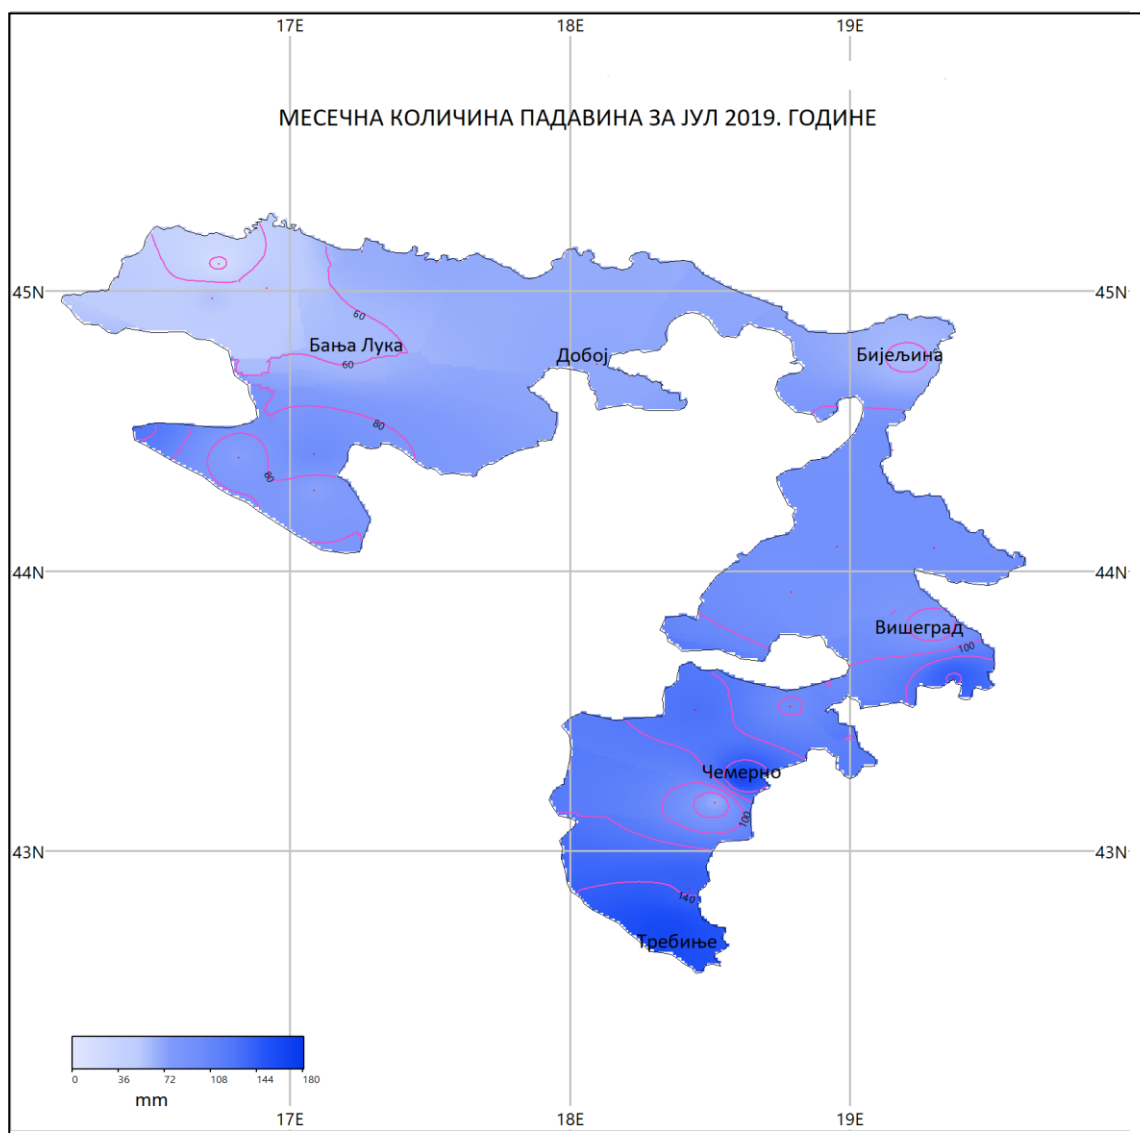 17E 18E 19E
МЕСЕЧНА КОЛИЧИНА ПАДАВИНА ЗА ЈУЛ 2019. ГОДИНЕ
45N 45N
60
Бања Лука
Добој
Бијељина
60
80
80
44N 44N
Вишеград
100
Чемерно
100
43N 43N
140
Требиње
0 36 72 108 144 180
mm
17E 18E 19E